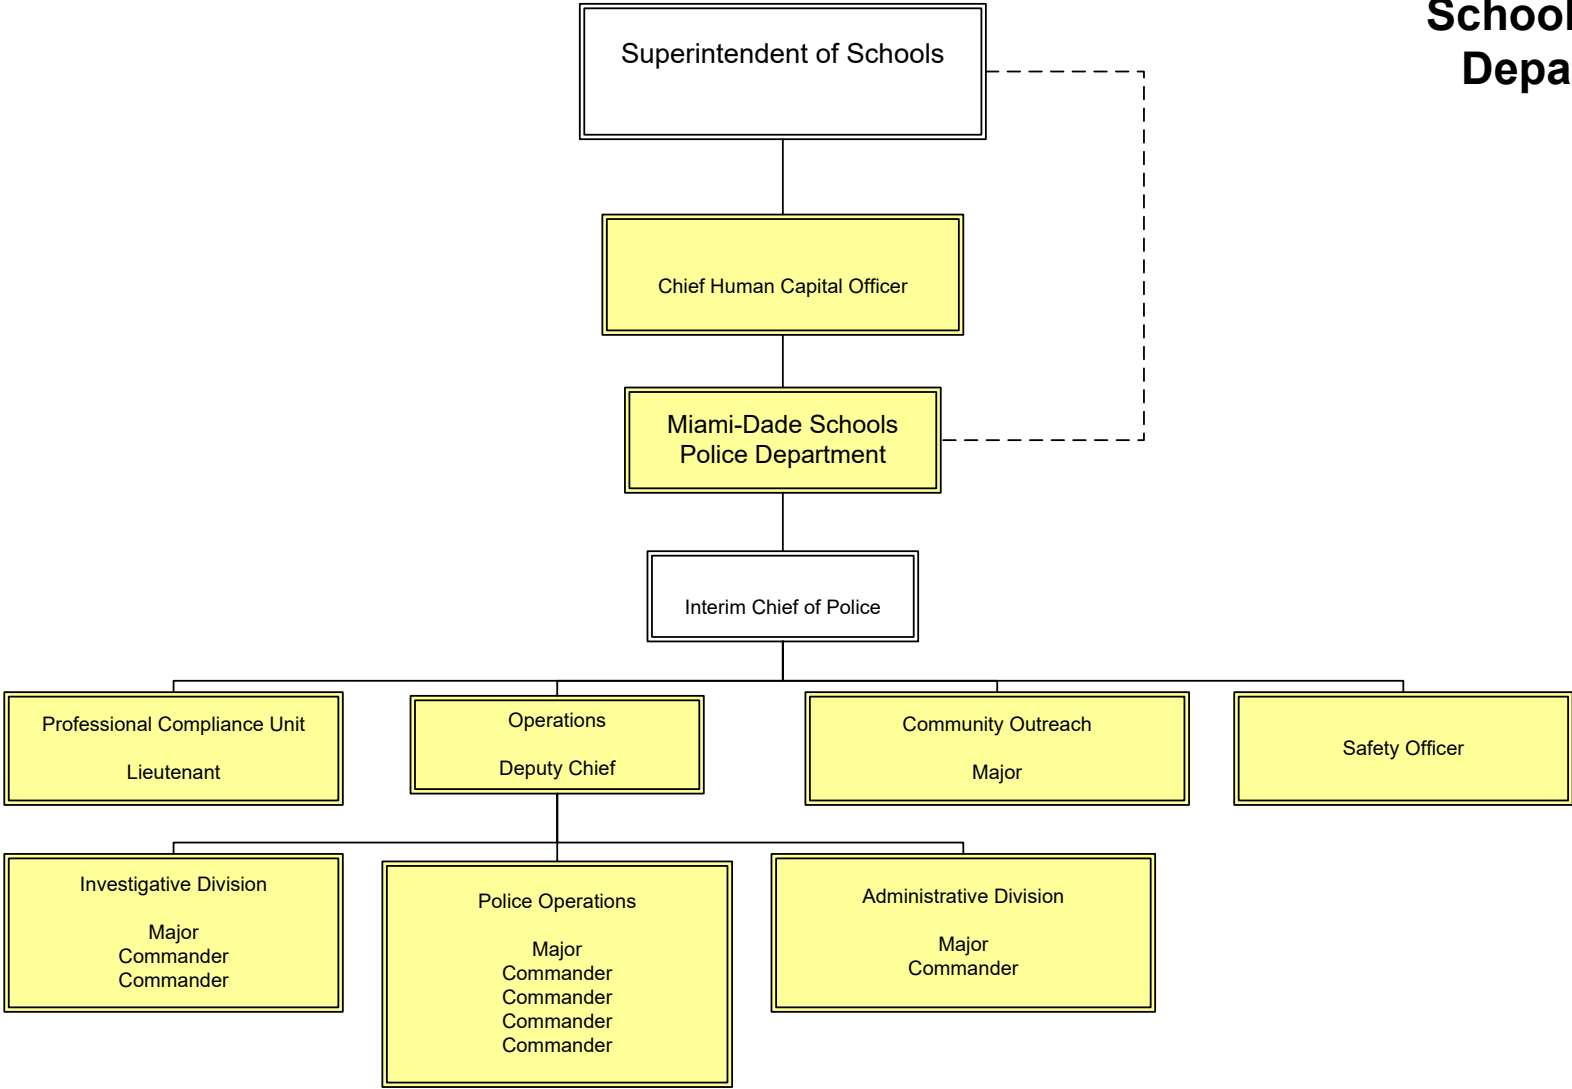 School
Depa
Superintendent of Schools
Chief Human Capital Officer
Miami-Dade Schools
Police Department
Interim Chief of Police
Professional Compliance Unit
Lieutenant
Operations
Deputy Chief
Community Outreach
Major
Safety Officer
Investigative Division
Major
Commander
Commander
Police Operations
Major
Commander
Commander
Commander
Commander
Administrative Division
Major
Commander